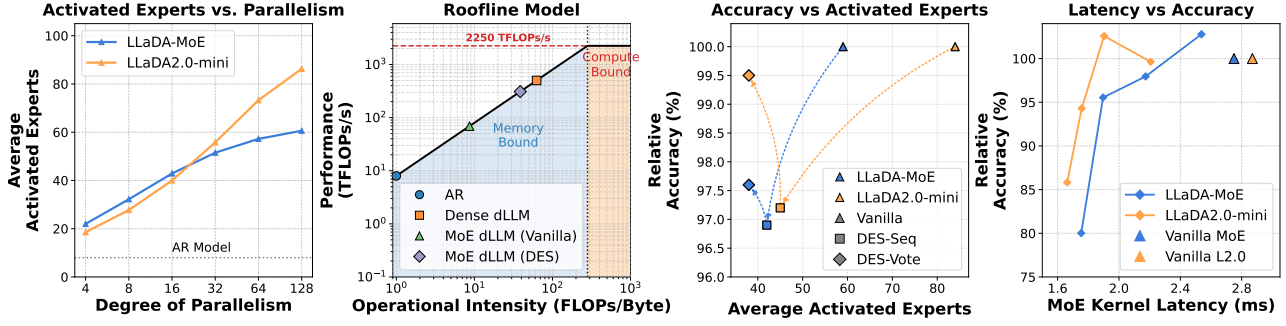 Activated Experts vs. Parallelism
100
80
60
40
20
0
LLaDA-MoE
LLaDA2.0-mini
AR Model
4
8
16
32
64
128
Average
Activated Experts
Degree of Parallelism
Roofline Model
2250 TFLOPs/s
Compute
Bound
Memory
Bound
10³
10²
10¹
10⁰
10⁻¹
AR
Dense dLLM
MoE dLLM (Vanilla)
MoE dLLM (DES)
10⁰
10¹
10²
10³
Performance
(TFLOPs/s)
Operational Intensity (FLOPs/Byte)
Accuracy vs Activated Experts
100.0
99.5
99.0
98.5
98.0
97.5
97.0
96.5
96.0
LLaDA-MoE
LLaDA2.0-mini
Vanilla
DES-Seq
DES-Vote
40
50
60
70
80
Relative
Accuracy (%)
Average Activated Experts
Latency vs Accuracy
100
95
90
85
80
75
LLaDA-MoE
LLaDA2.0-mini
Vanilla MoE
Vanilla L2.0
1.6
2.0
2.4
2.8
Relative
Accuracy (%)
MoE Kernel Latency (ms)